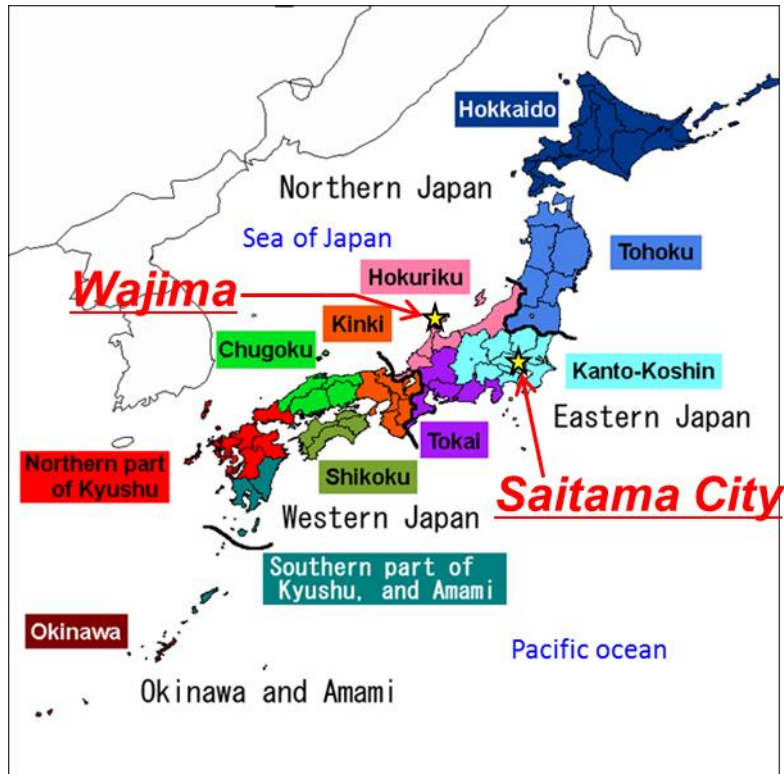 Hokkaido
Northern Japan
Sea of Japan
Tohoku
Hokuriku
Wajima
Kinki
Chugoku
Kanto-Koshin
Eastern Japan
Tokai
Northern part
of Kyushu
Shikoku
Saitama City
Western Japan
Southern part of
Kyushu, and Amami
Okinawa
Pacific ocean
Okinawa and Amami